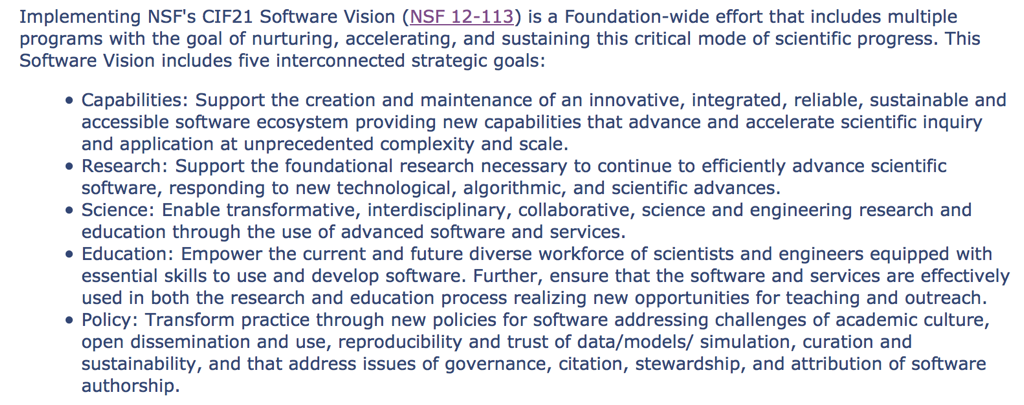 Implementing NSF's CIF21 Software Vision (NSF 12-113) is a Foundation-wide effort that includes multiple
programs with the goal of nurturing, accelerating, and sustaining this critical mode of scientific progress. This
Software Vision includes five interconnected strategic goals:
• Capabilities: Support the creation and maintenance of an innovative, integrated, reliable, sustainable and
accessible software ecosystem providing new capabilities that advance and accelerate scientific inquiry
and application at unprecedented complexity and scale.
• Research: Support the foundational research necessary to continue to efficiently advance scientific
software, responding to new technological, algorithmic, and scientific advances.
• Science: Enable transformative, interdisciplinary, collaborative, science and engineering research and
education through the use of advanced software and services.
• Education: Empower the current and future diverse workforce of scientists and engineers equipped with
essential skills to use and develop software. Further, ensure that the software and services are effectively
used in both the research and education process realizing new opportunities for teaching and outreach.
• Policy: Transform practice through new policies for software addressing challenges of academic culture,
open dissemination and use, reproducibility and trust of data/models/ simulation, curation and
sustainability, and that address issues of governance, citation, stewardship, and attribution of software
authorship.